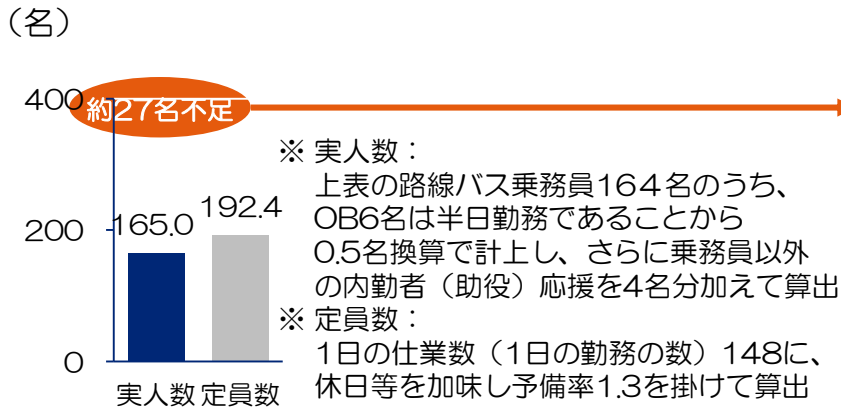 （名）
400
約27名不足
※ 実人数：
上表の路線バス乗務員164名のうち、
OB6名は半日勤務であることから
0.5名換算で計上し、さらに乗務員以外
の内勤者（助役）応援を4名分加えて算出
※ 定員数：
1日の仕業数（1日の勤務の数）148に、
休日等を加味し予備率1.3を掛けて算出
165.0
192.4
200
0
実人数
定員数